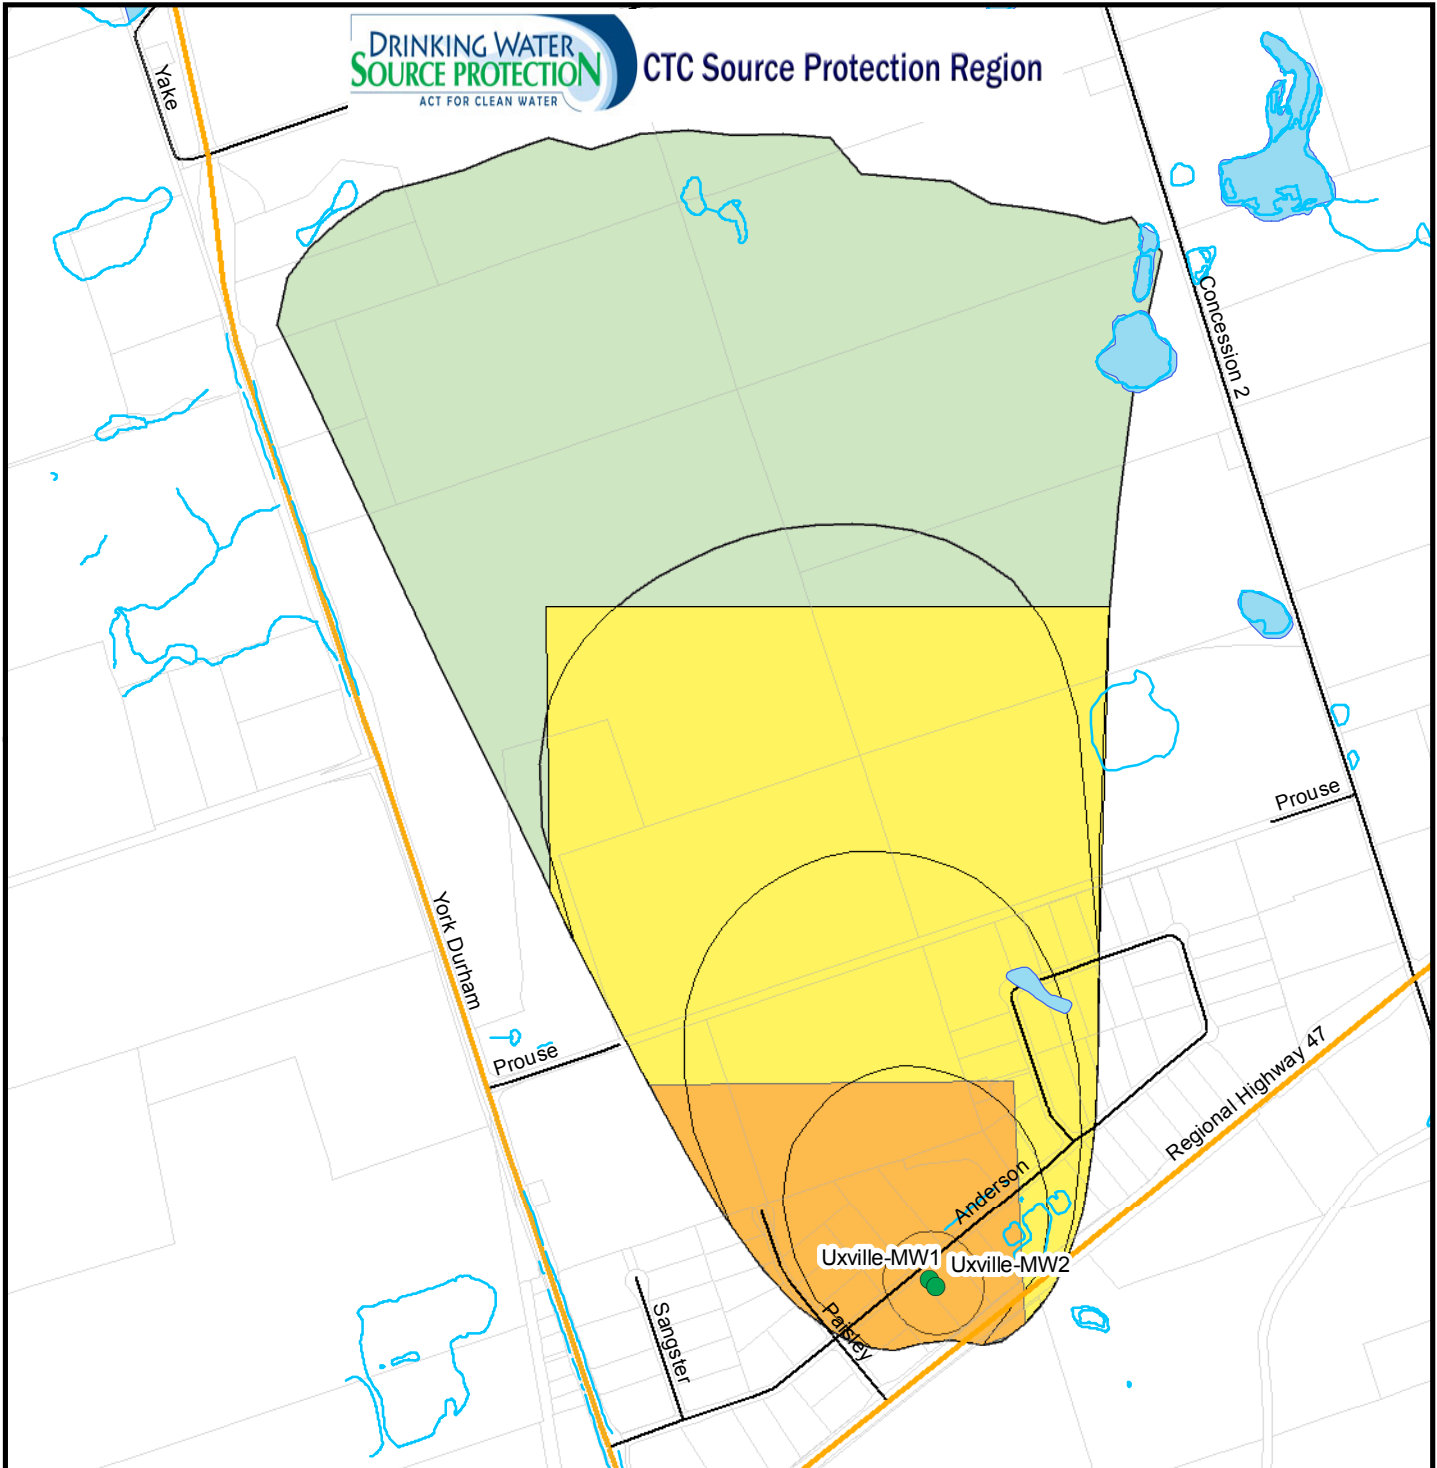 DRINKING WATER
SOURCE PROTECTION
ACT FOR CLEAN WATER
CTC Source Protection Region
Yake
Concession 2
Prouse
York Durham
Prouse
Regional Highway 47
Anderson
Uxville-MW1
Uxville-MW2
Paisley
Sangster